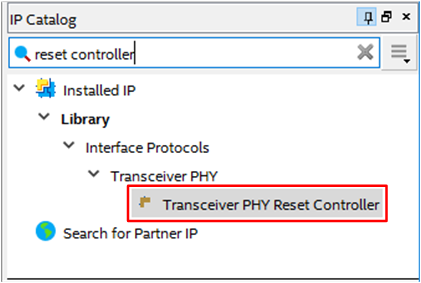 IP Catalog
reset controller
Installed IP
Library
Interface Protocols
Transceiver PHY
Transceiver PHY Reset Controller
Search for Partner IP